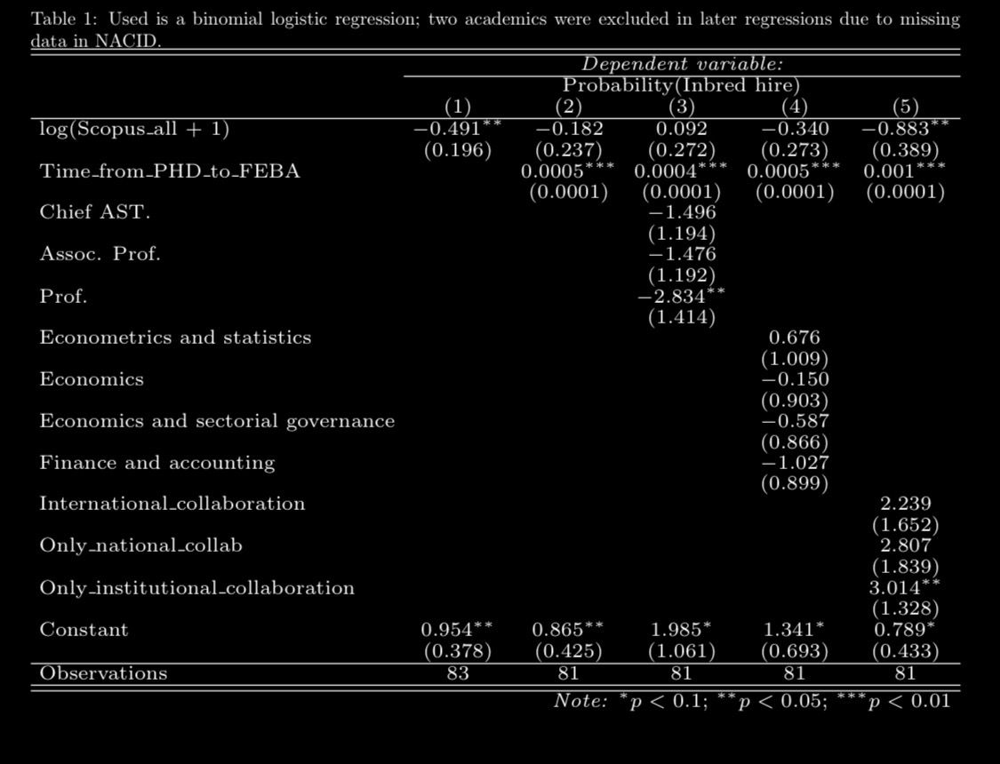 Table 1: Used is a binomial logistic regression; two academics were excluded in later regressions due to missing
data in NACID.
Dependent variable:
Probability(Inbred hire)
(1) (2) (3) (4) (5)
log(Scopus_all + 1) −0.491** −0.182 0.092 −0.340 −0.883**
(0.196) (0.237) (0.272) (0.273) (0.389)
Time_from_PHD_to_FEBA 0.0005*** 0.0004*** 0.0005*** 0.001***
(0.0001) (0.0001) (0.0001) (0.0001)
Chief AST. −1.496
(1.194)
Assoc. Prof. −1.476
(1.192)
Prof. −2.834**
(1.414)
Econometrics and statistics 0.676
(1.009)
Economics −0.150
(0.903)
Economics and sectorial governance −0.587
(0.866)
Finance and accounting −1.027
(0.899)
International_collaboration 2.239
(1.652)
Only_national_collab 2.807
(1.839)
Only_institutional_collaboration 3.014**
(1.328)
Constant 0.954** 0.865** 1.985* 1.341* 0.789*
(0.378) (0.425) (1.061) (0.693) (0.433)
Observations 83 81 81 81 81
Note: *p < 0.1; **p < 0.05; ***p < 0.01